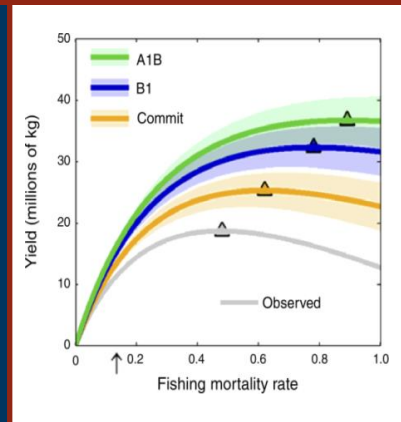 50
A1B
B1
40
Commit
30
Yield (millions of kg)
20
10
Observed
0
0 0.2 0.4 0.6 0.8 1.0
Fishing mortality rate